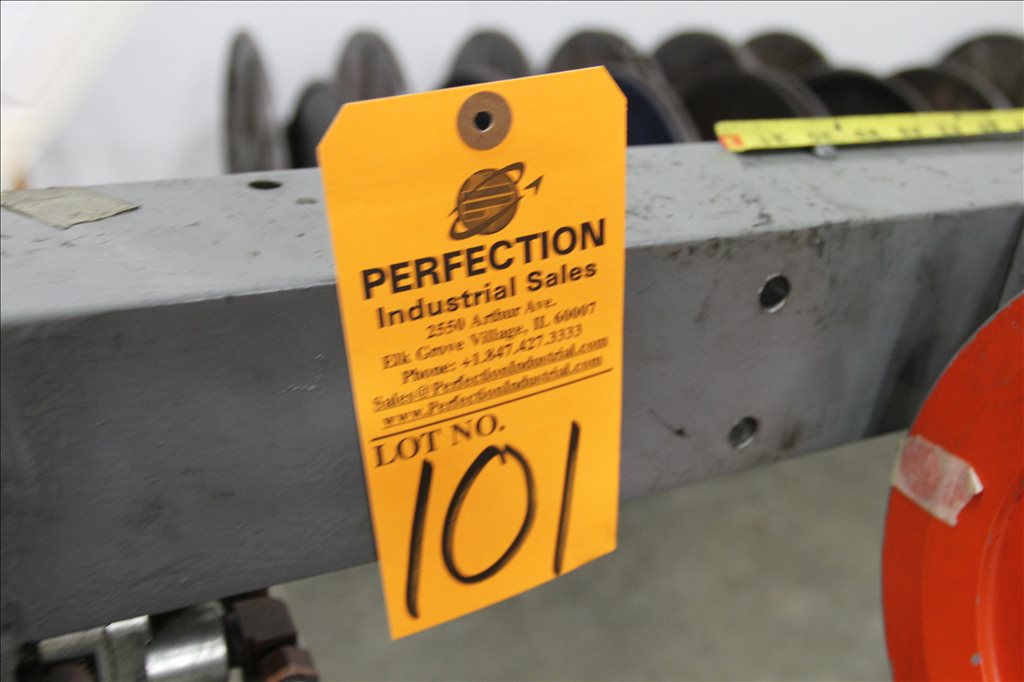 PERFECTION
Industrial Sales
2550 Arthur Ave.
Elk Grove Village, IL 60007
Phone: +1.847.427.3333
Sales@PerfectionIndustrial.com
www.PerfectionIndustrial.com
LOT NO.
101